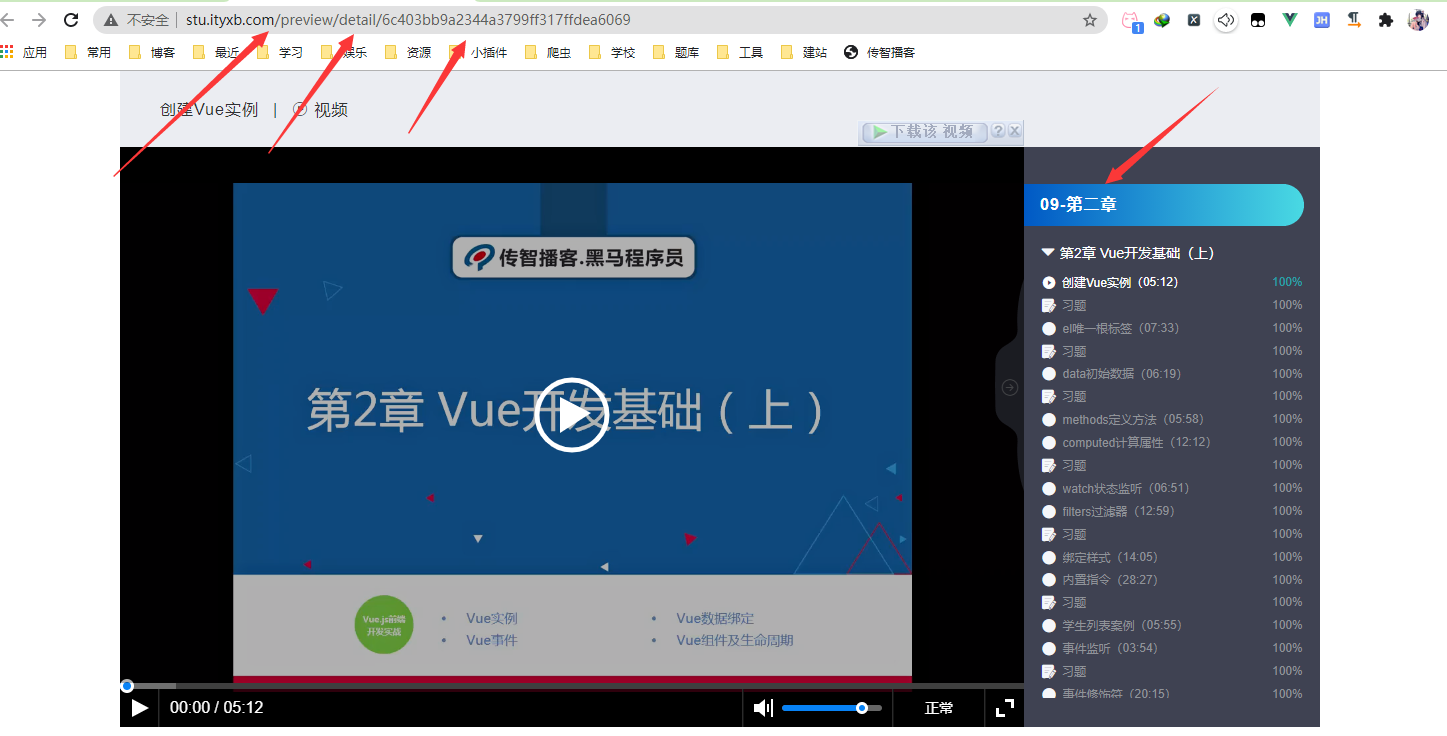 不安全 | stu.ityxb.com/preview/detail/6c403bb9a2344a3799ff317ffdea6069
1
JH
应用 常用 博客 最近 学习 娱乐 资源 小插件 爬虫 学校 题库 工具 建站 传智播客
创建Vue实例 | 视频
下载该 视频 ? X
传智播客.黑马程序员
第2章 Vue开发基础（上）
Vue.js前端
开发实战
• Vue实例
• Vue数据绑定
• Vue事件
• Vue组件及生命周期
00:00 / 05:12
正常
09-第二章
第2章 Vue开发基础（上）
创建Vue实例（05:12） 100%
习题 100%
el唯一根标签（07:33） 100%
习题 100%
data初始数据（06:19） 100%
习题 100%
methods定义方法（05:58） 100%
computed计算属性（12:12） 100%
习题 100%
watch状态监听（06:51） 100%
filters过滤器（12:59） 100%
习题 100%
绑定样式（14:05） 100%
内置指令（28:27） 100%
习题 100%
学生列表案例（05:55） 100%
事件监听（03:54） 100%
习题 100%
事件修饰符（20:15） 100%